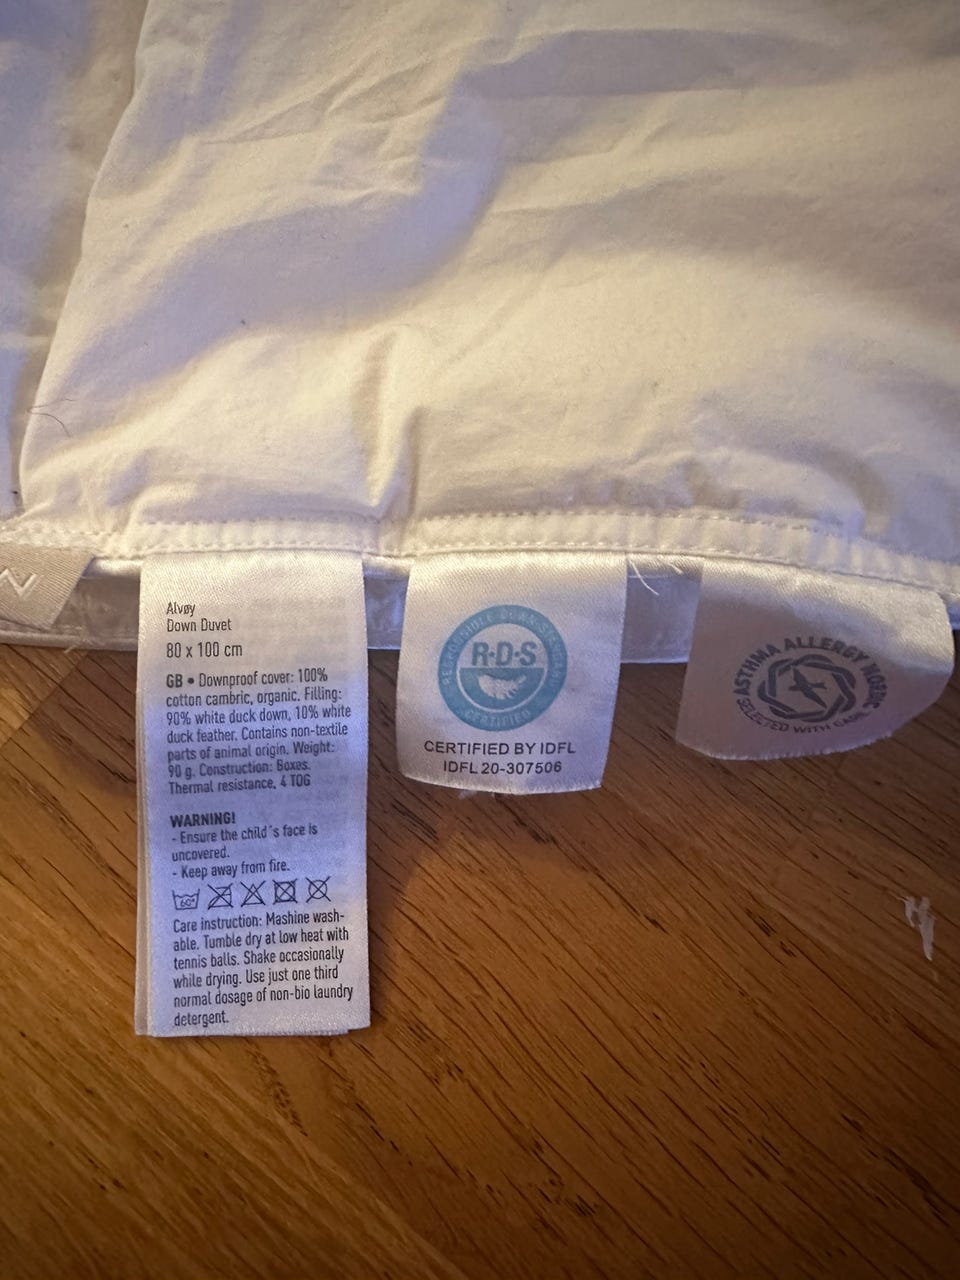 Alvøy
Down Duvet
80 x 100 cm
GB • Downproof cover: 100%
cotton cambric, organic. Filling:
90% white duck down, 10% white
duck feather. Contains non-textile
parts of animal origin. Weight:
90 g. Construction: Boxes.
Thermal resistance, 4 TOG
WARNING!
- Ensure the child´s face is
uncovered.
- Keep away from fire.
60°
Care instruction: Mashine wash-
able. Tumble dry at low heat with
tennis balls. Shake occasionally
while drying. Use just one third
normal dosage of non-bio laundry
detergent.
RESPONSIBLE DOWN STANDARD
R·D·S
CERTIFIED
CERTIFIED BY IDFL
IDFL 20-307506
ASTHMA ALLERGY NORDIC
SELECTED WITH CARE